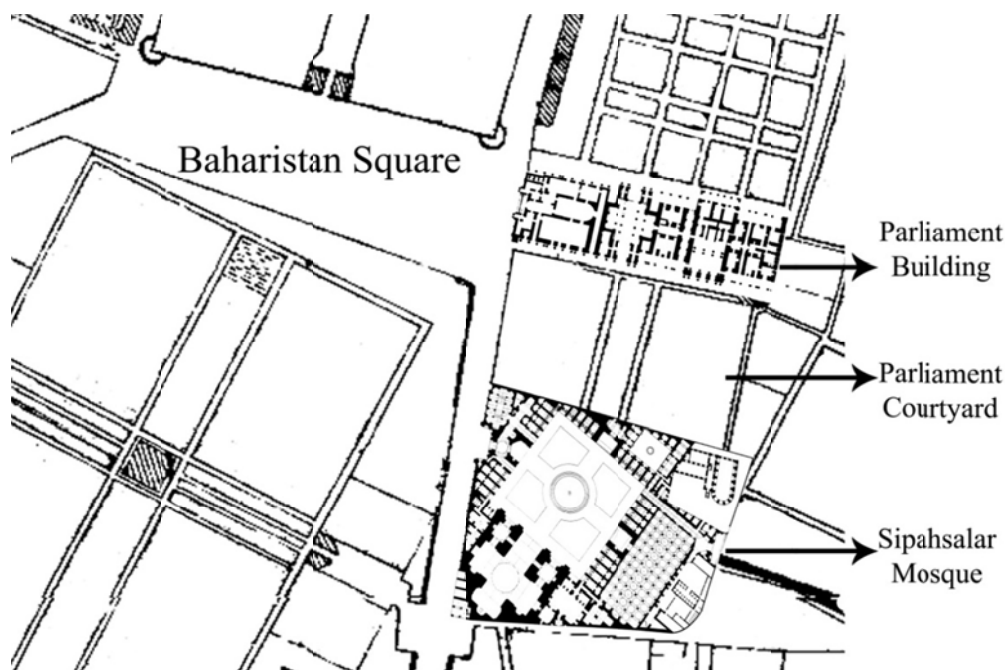 Baharistan Square
Parliament
Building
Parliament
Courtyard
Sipahsalar
Mosque